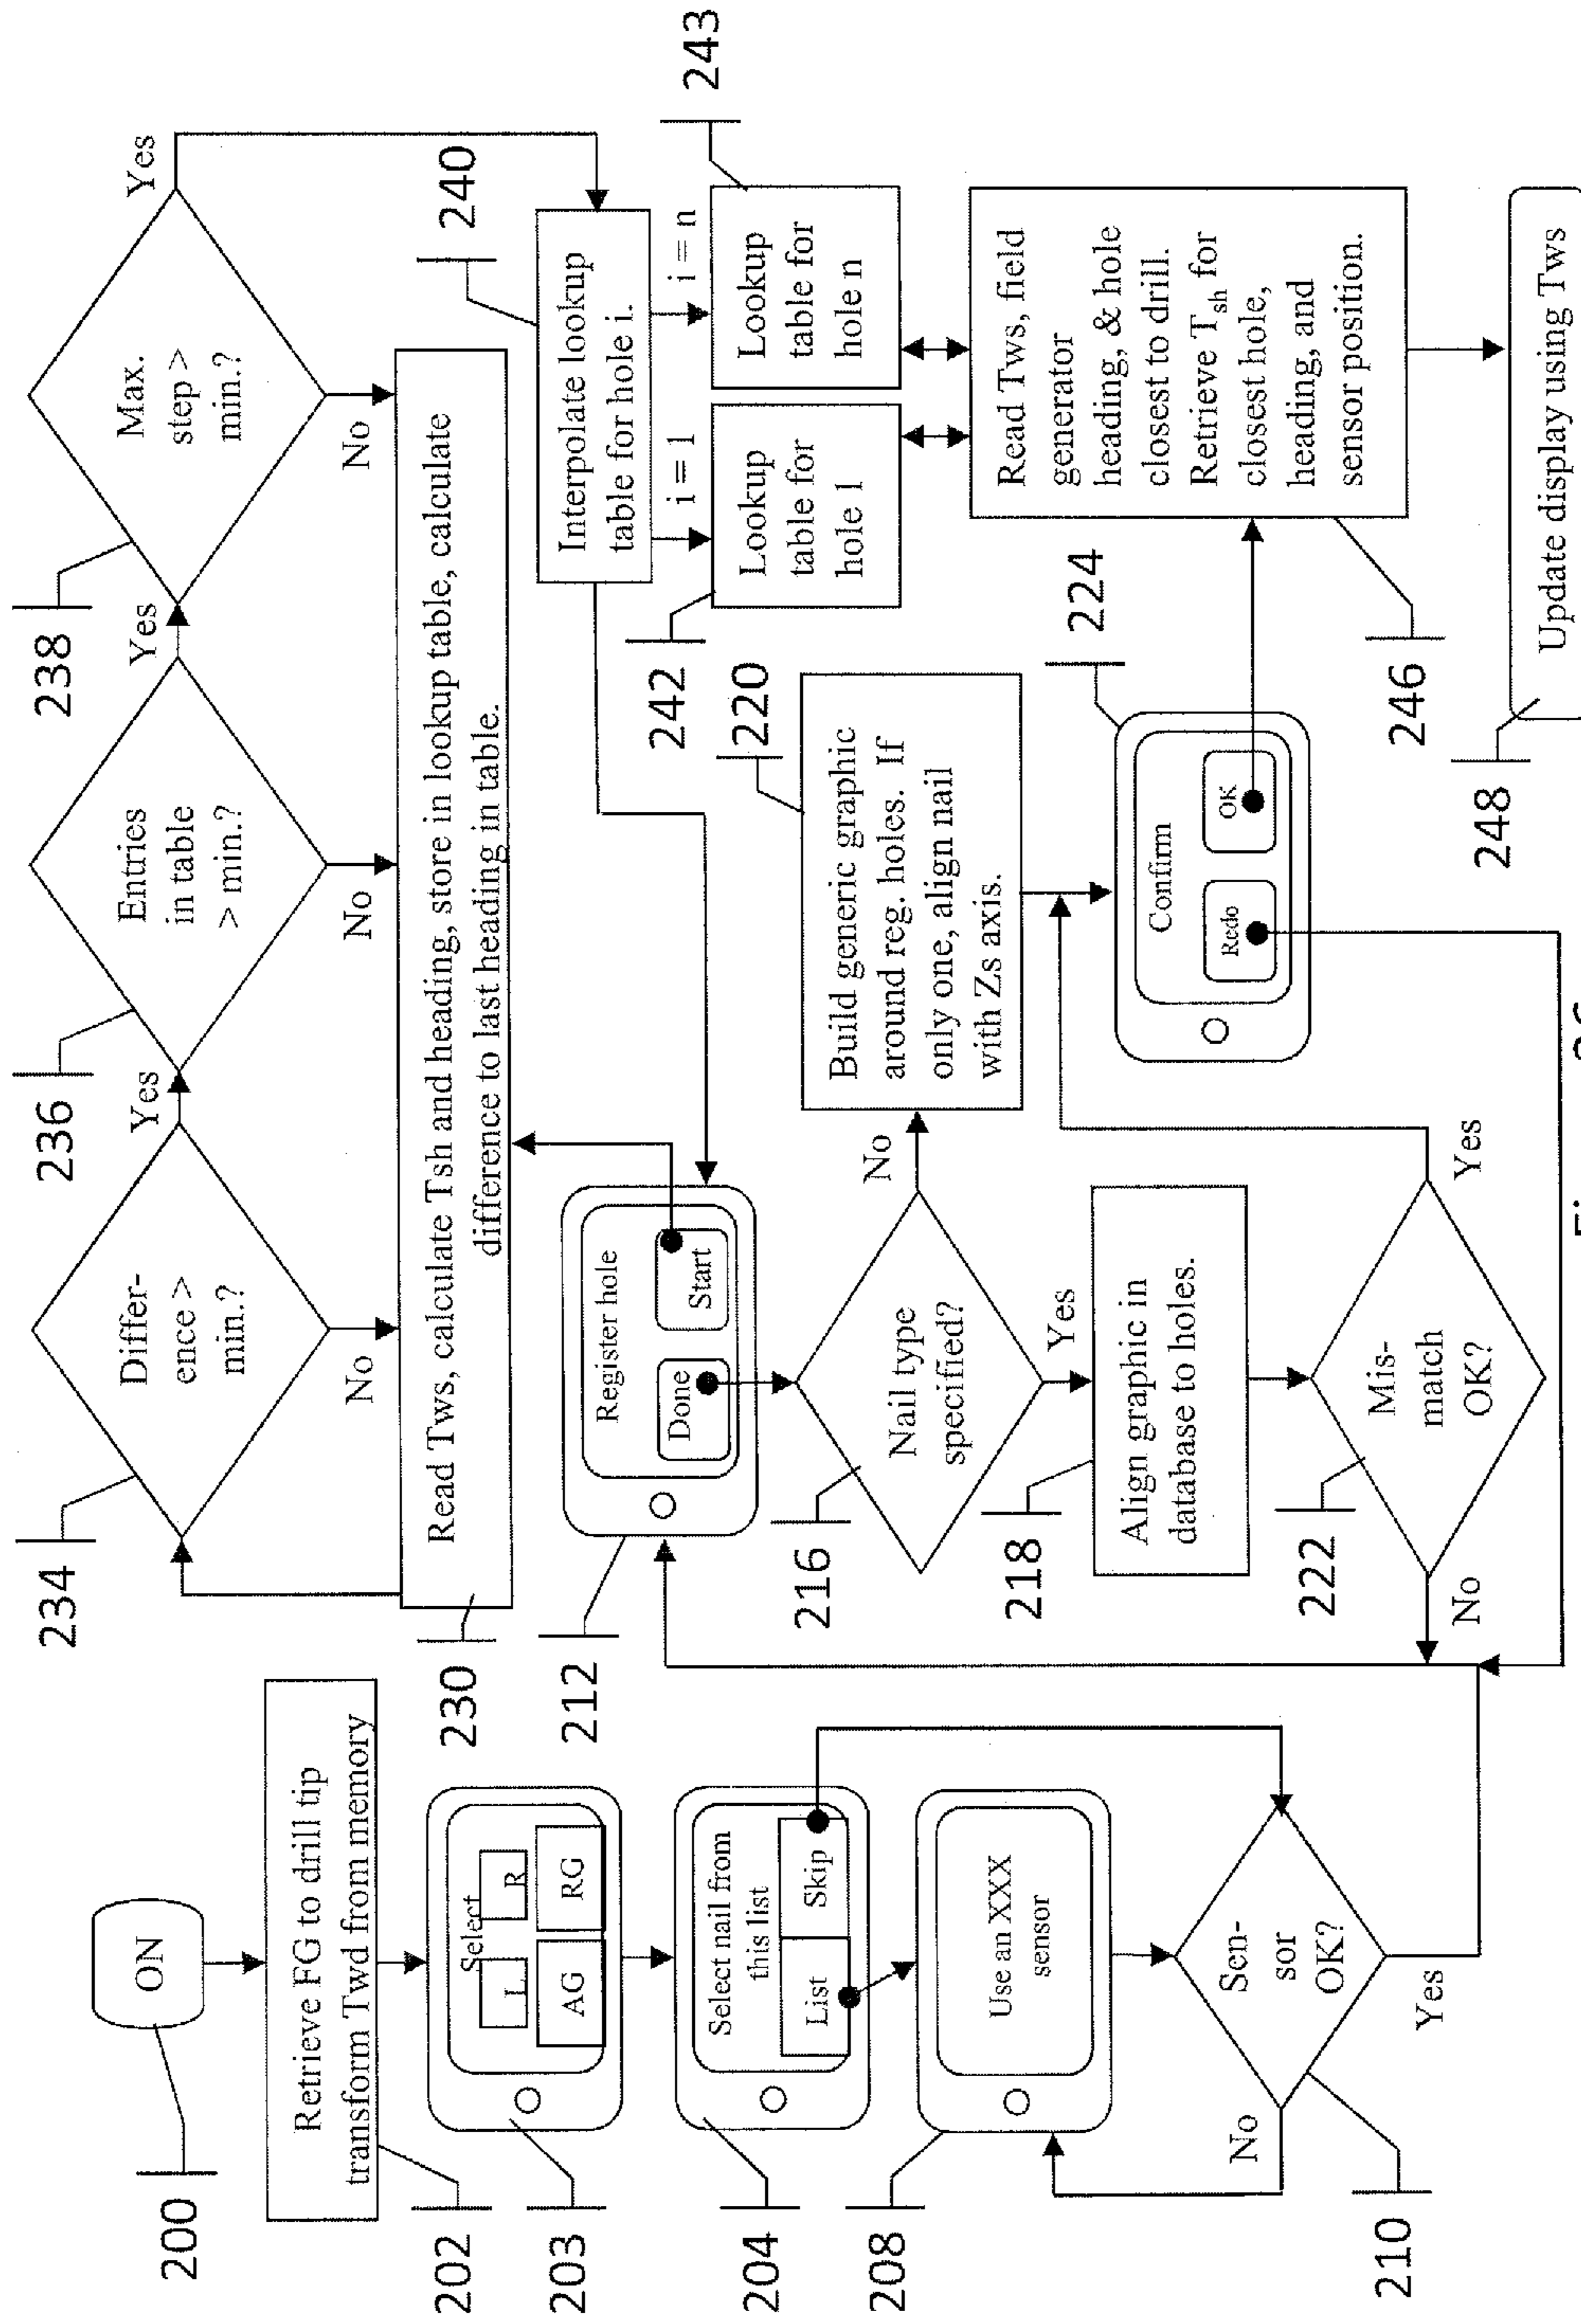 200
ON
202
Retrieve FG to drill tip
transform Twd from memory
203
Select
L
R
AG
RG
204
Select nail from
this list
List
Skip
208
Use an XXX
sensor
210
Sen-
sor
OK?
No
Yes
234
Differ-
ence >
min.?
Yes
No
236
Entries
in table
> min.?
Yes
No
238
Max.
step >
min.?
Yes
No
230
Read Tws, calculate Tsh and heading, store in lookup table, calculate
difference to last heading in table.
212
Register hole
Done
Start
216
Nail type
specified?
No
Yes
218
Align graphic in
database to holes.
222
Mis-
match
OK?
No
Yes
220
Build generic graphic
around reg. holes. If
only one, align nail
with Zs axis.
224
Confirm
Redo
OK
240
Interpolate lookup
table for hole i.
i = 1
i = n
242
Lookup
table for
hole 1
243
Lookup
table for
hole n
246
Read Tws, field
generator
heading, & hole
closest to drill.
Retrieve Tsh for
closest hole,
heading, and
sensor position.
248
Update display using Tws